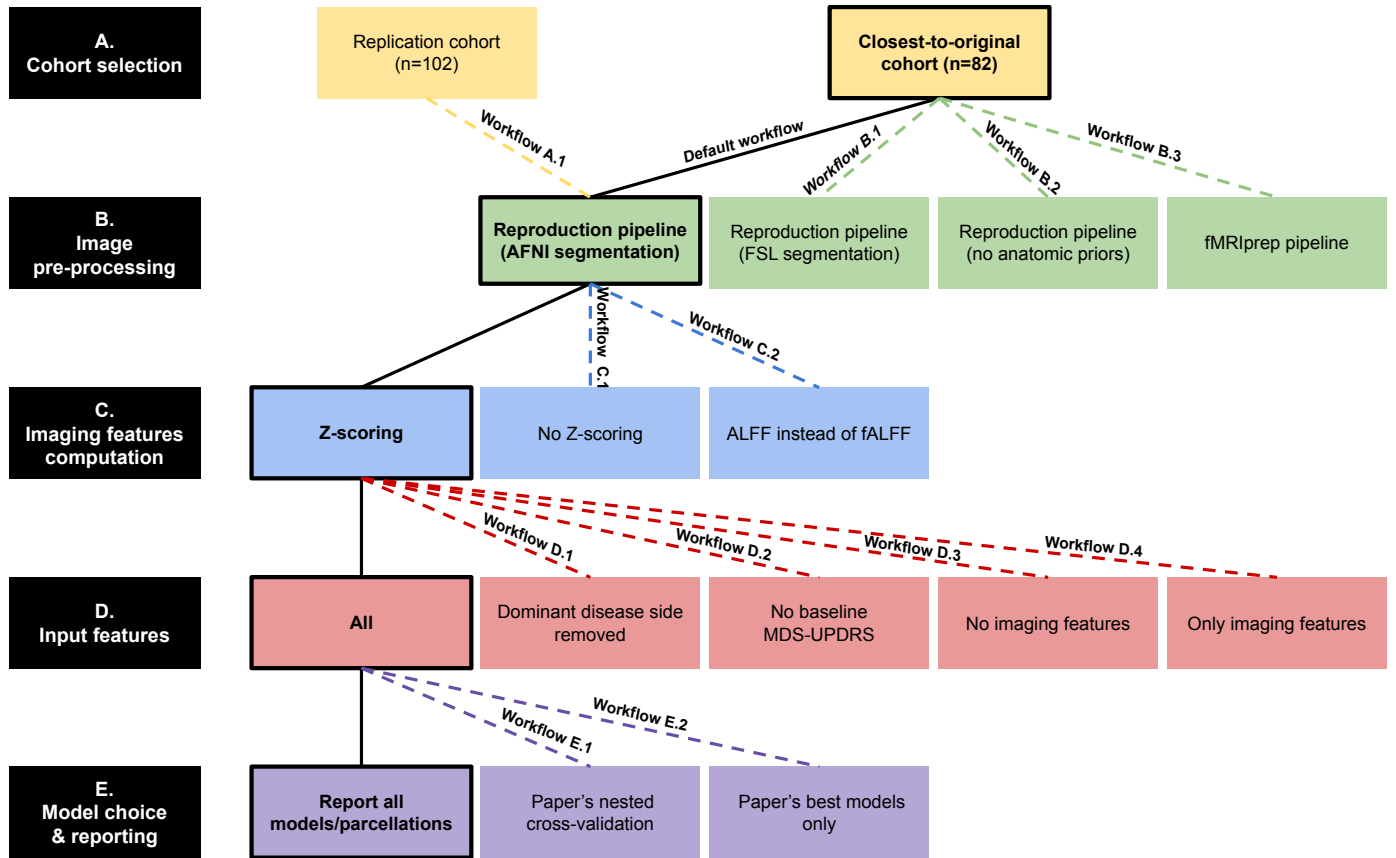 A.
Cohort selection
Replication cohort
(n=102)
Closest-to-original
cohort (n=82)
Workflow A.1
Default workflow
Workflow B.1
Workflow B.2
Workflow B.3
B.
Image
pre-processing
Reproduction pipeline
(AFNI segmentation)
Reproduction pipeline
(FSL segmentation)
Reproduction pipeline
(no anatomic priors)
fMRIprep pipeline
Workflow C.1
Workflow C.2
C.
Imaging features
computation
Z-scoring
No Z-scoring
ALFF instead of fALFF
Workflow D.1
Workflow D.2
Workflow D.3
Workflow D.4
D.
Input features
All
Dominant disease side
removed
No baseline
MDS-UPDRS
No imaging features
Only imaging features
Workflow E.1
Workflow E.2
E.
Model choice
& reporting
Report all
models/parcellations
Paper's nested
cross-validation
Paper's best models
only